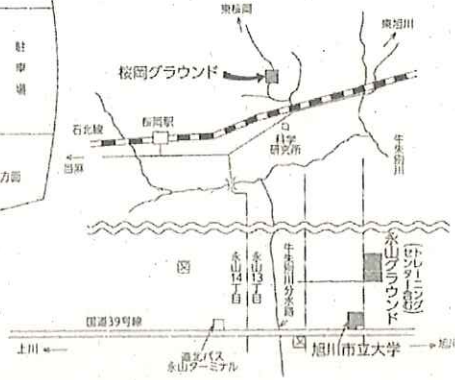 東桜岡
東旭川
駐車場
桜岡グラウンド
石北線
桜岡駅
科学
研究所
牛朱別川
当麻
方面
永山14丁目
永山13丁目
牛朱別川分水路
永山グラウンド
(トレーニング
センター含む)
国道39号線
上川
道北バス
永山ターミナル
旭川市立大学
旭川